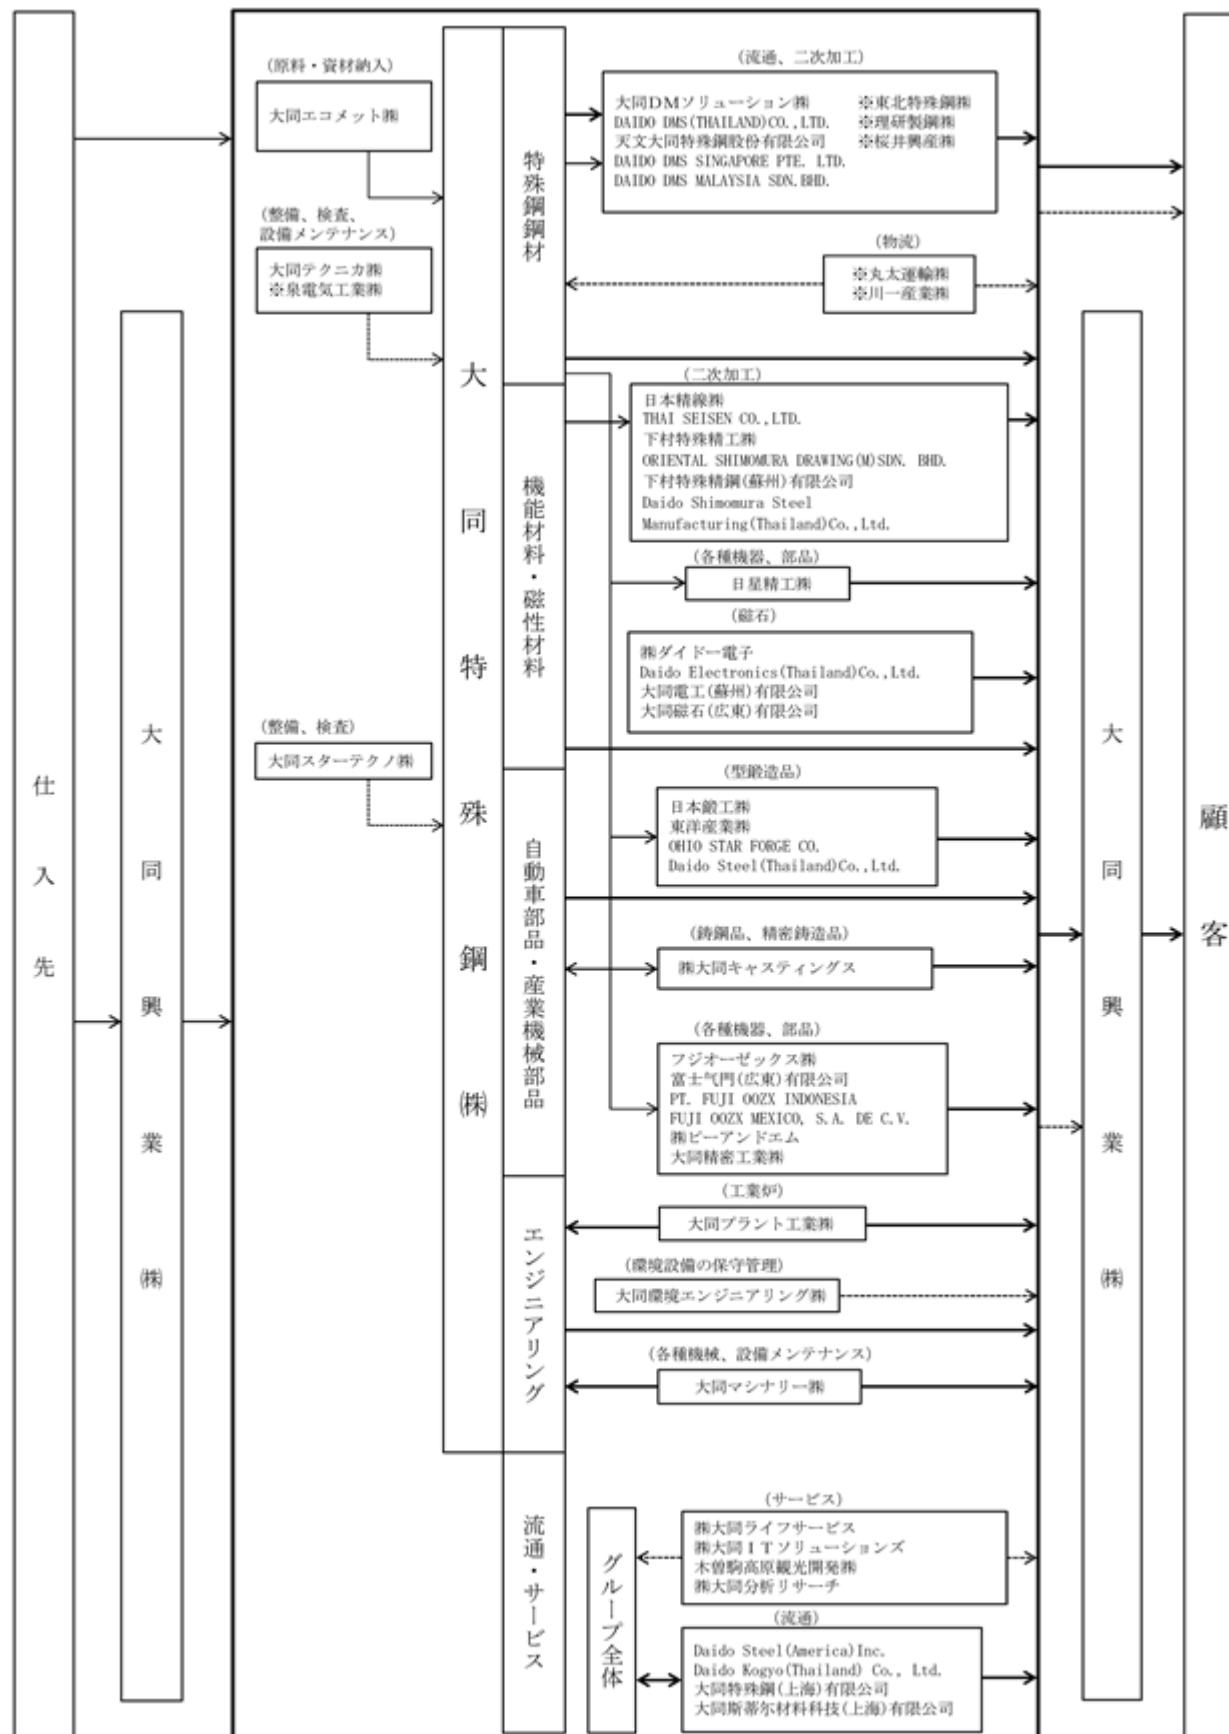 仕入先
大同興業㈱
(原料・資材納入)
大同エコメット㈱
(整備、検査、
設備メンテナンス)
大同テクニカ㈱
※泉電気工業㈱
(整備、検査)
大同スターテクノ㈱
大同特殊鋼㈱
特殊鋼鋼材
(流通、二次加工)
大同DMソリューション㈱
DAIDO DMS(THAILAND)CO.,LTD.
天文大同特殊鋼股份有限公司
DAIDO DMS SINGAPORE PTE. LTD.
DAIDO DMS MALAYSIA SDN.BHD.
※東北特殊鋼㈱
※理研製鋼㈱
※桜井興産㈱
(物流)
※丸太運輸㈱
※川一産業㈱
機能材料・磁性材料
(二次加工)
日本精線㈱
THAI SEISEN CO.,LTD.
下村特殊精工㈱
ORIENTAL SHIMOMURA DRAWING(M)SDN. BHD.
下村特殊精鋼(蘇州)有限公司
Daido Shimomura Steel
Manufacturing(Thailand)Co.,Ltd.
(各種機器、部品)
日星精工㈱
(磁石)
㈱ダイドー電子
Daido Electronics(Thailand)Co.,Ltd.
大同電工(蘇州)有限公司
大同磁石(広東)有限公司
自動車部品・産業機械部品
(型鍛造品)
日本鍛工㈱
東洋産業㈱
OHIO STAR FORGE CO.
Daido Steel(Thailand)Co.,Ltd.
(鋳鋼品、精密鋳造品)
㈱大同キャスティングス
(各種機器、部品)
フジオーゼックス㈱
富士气門(広東)有限公司
PT. FUJI OOZX INDONESIA
FUJI OOZX MEXICO, S.A. DE C.V.
㈱ピーアンドエム
大同精密工業㈱
エンジニアリング
(工業炉)
大同プラント工業㈱
(環境設備の保守管理)
大同環境エンジニアリング㈱
(各種機械、設備メンテナンス)
大同マシナリー㈱
流通・サービス
グループ全体
(サービス)
㈱大同ライフサービス
㈱大同ITソリューションズ
木曽駒高原観光開発㈱
㈱大同分析リサーチ
(流通)
Daido Steel(America)Inc.
Daido Kogyo(Thailand) Co., Ltd.
大同特殊鋼(上海)有限公司
大同斯蒂尔材料科技(上海)有限公司
大同興業㈱
顧客